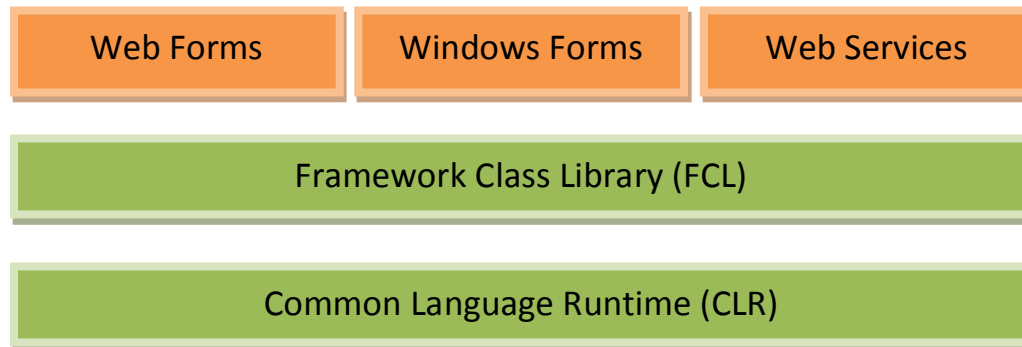 Web Forms
Windows Forms
Web Services
Framework Class Library (FCL)
Common Language Runtime (CLR)